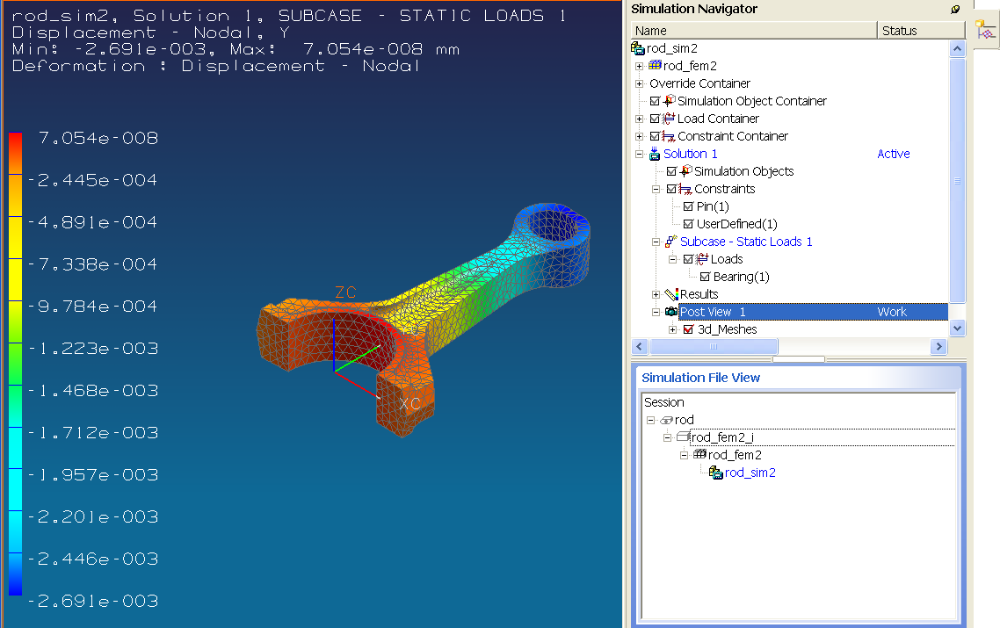 rod_sim2, Solution 1, SUBCASE - STATIC LOADS 1
Displacement - Nodal, Y
Min: -2.691e-003, Max: 7.054e-008 mm
Deformation : Displacement - Nodal
7.054e-008
-2.445e-004
-4.891e-004
-7.338e-004
-9.784e-004
-1.223e-003
-1.468e-003
-1.712e-003
-1.957e-003
-2.201e-003
-2.446e-003
-2.691e-003
ZC
XC
Simulation Navigator
Name Status
rod_sim2
rod_fem2
Override Container
Simulation Object Container
Load Container
Constraint Container
Solution 1 Active
Simulation Objects
Constraints
Pin(1)
UserDefined(1)
Subcase - Static Loads 1
Loads
Bearing(1)
Results
Post View 1 Work
3d_Meshes
Simulation File View
Session
rod
rod_fem2_i
rod_fem2
rod_sim2